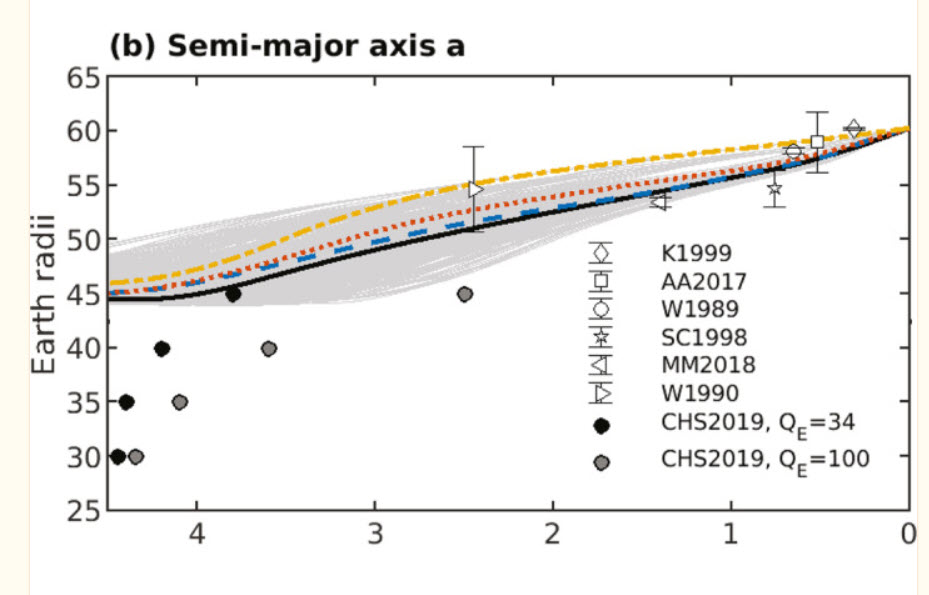 (b) Semi-major axis a
65
60
55
50
45
40
35
30
25
Earth radii
K1999
AA2017
W1989
SC1998
MM2018
W1990
CHS2019, Q_E=34
CHS2019, Q_E=100
4 3 2 1 0